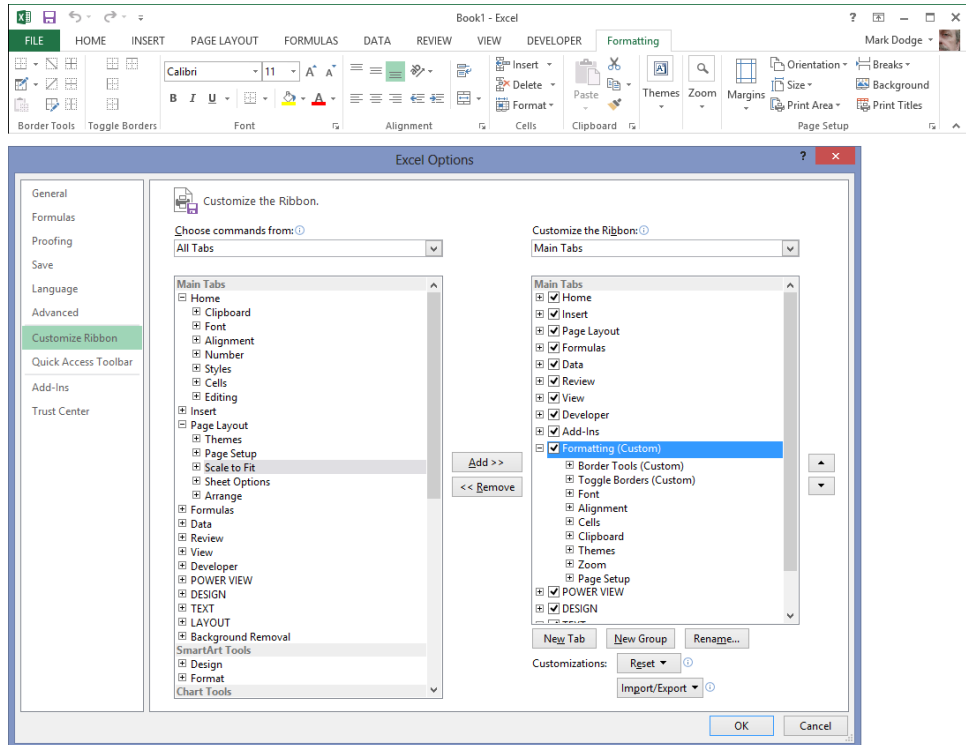 Book1 - Excel
FILE HOME INSERT PAGE LAYOUT FORMULAS DATA REVIEW VIEW DEVELOPER Formatting Mark Dodge
Calibri 11 Insert Orientation Breaks
B I U A A A Delete Paste Themes Zoom Margins Size Background
Format Print Area Print Titles
Border Tools Toggle Borders Font Alignment Cells Clipboard Page Setup
Excel Options
General
Formulas
Proofing
Save
Language
Advanced
Customize Ribbon
Quick Access Toolbar
Add-Ins
Trust Center
Customize the Ribbon.
Choose commands from:
All Tabs
Main Tabs
Home
Clipboard
Font
Alignment
Number
Styles
Cells
Editing
Insert
Page Layout
Themes
Page Setup
Scale to Fit
Sheet Options
Arrange
Formulas
Data
Review
View
Developer
POWER VIEW
DESIGN
TEXT
LAYOUT
Background Removal
SmartArt Tools
Design
Format
Chart Tools
Add >>
<< Remove
Customize the Ribbon:
Main Tabs
Main Tabs
Home
Insert
Page Layout
Formulas
Data
Review
View
Developer
Add-Ins
Formatting (Custom)
Border Tools (Custom)
Toggle Borders (Custom)
Font
Alignment
Cells
Clipboard
Themes
Zoom
Page Setup
POWER VIEW
DESIGN
TEXT
New Tab New Group Rename...
Customizations: Reset
Import/Export
OK Cancel